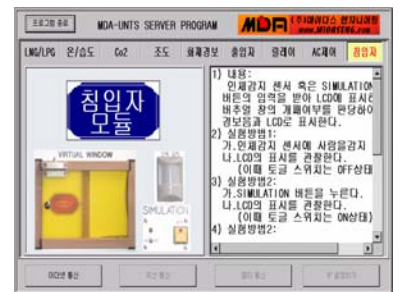 프로그램 종료
MDA-UNTS SERVER PROGRAM
MDA
(주)마이다스 엔지니어링
www.MIDASENG.com
LNG/LPG 온/습도 Co2 조도 화재경보 출입자 릴레이 AC제어 침입자
침입자
모듈
VIRTUAL WINDOW
SIMULATION
1) 내용:
인체감지 센서 혹은 SIMULATION
버튼의 입력을 받아 LCD에 표시하
버추얼 창의 개폐여부를 판당하여
경보음과 LCD로 표시한다.
2) 실험방법1:
가.인체감지 센서에 사람을감지
나.LCD의 표시를 관찰한다.
(이때 토글 스위치는 OFF상태
3) 실험방법2:
가.SIMULATION 버튼을 누른다.
나.LCD의 표시를 관찰한다.
(이때 토글 스위치는 ON상태)
4) 실험방법2:
이더넷 통신